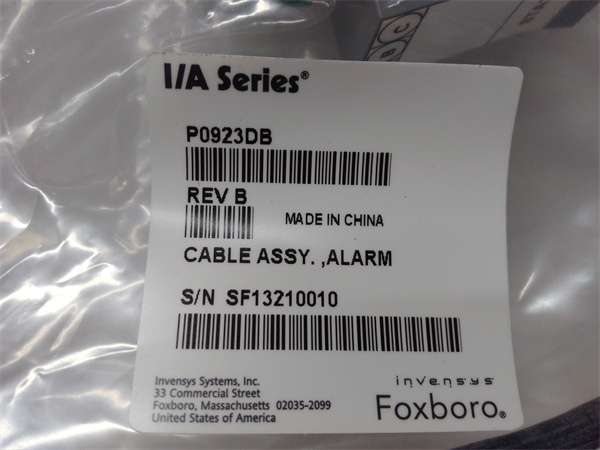 I/A Series®
P0923DB
REV B
MADE IN CHINA
CABLE ASSY. ,ALARM
S/N SF13210010
Invensys Systems, Inc.
33 Commercial Street
Foxboro, Massachusetts 02035-2099
United States of America
invensys
Foxboro®